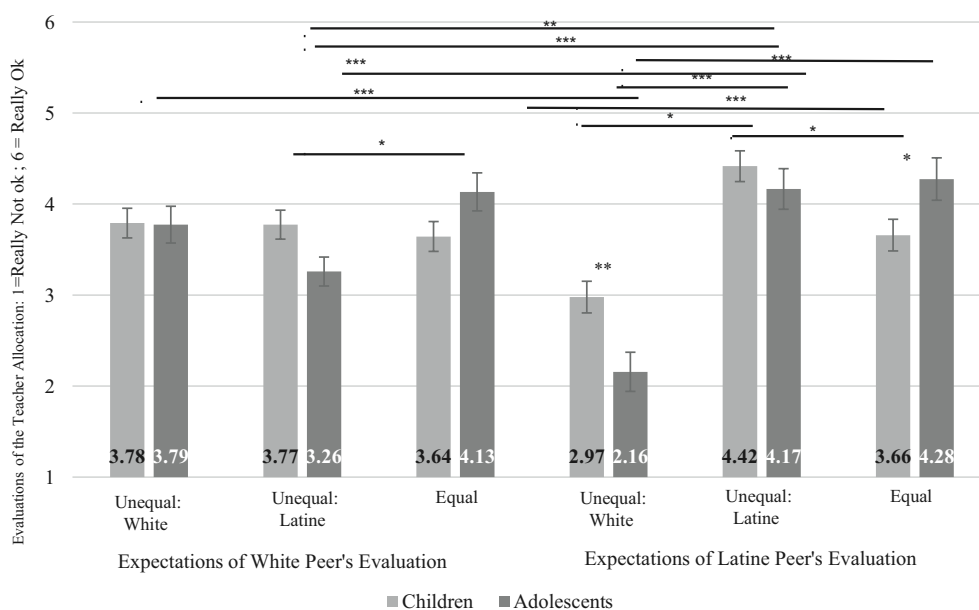 Evaluations of the Teacher Allocation: 1=Really Not ok ; 6 = Really Ok
6
5
4
3
2
1
**
***
***
***
***
***
***
*
*
*
*
**
3.78 3.79 3.77 3.26 3.64 4.13 2.97 2.16 4.42 4.17 3.66 4.28
Unequal: White
Unequal: Latine
Equal
Unequal: White
Unequal: Latine
Equal
Expectations of White Peer's Evaluation
Expectations of Latine Peer's Evaluation
Children
Adolescents